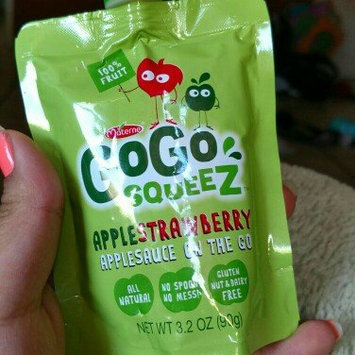 100%
FRUIT
Materne
GoGo
SQUEEZ
APPLESTRAWBERRY
APPLESAUCE ON THE GO
ALL
NATURAL
NO SPOON
NO MESS!
GLUTEN
NUT & DAIRY
FREE
NET WT 3.2 OZ (90g)